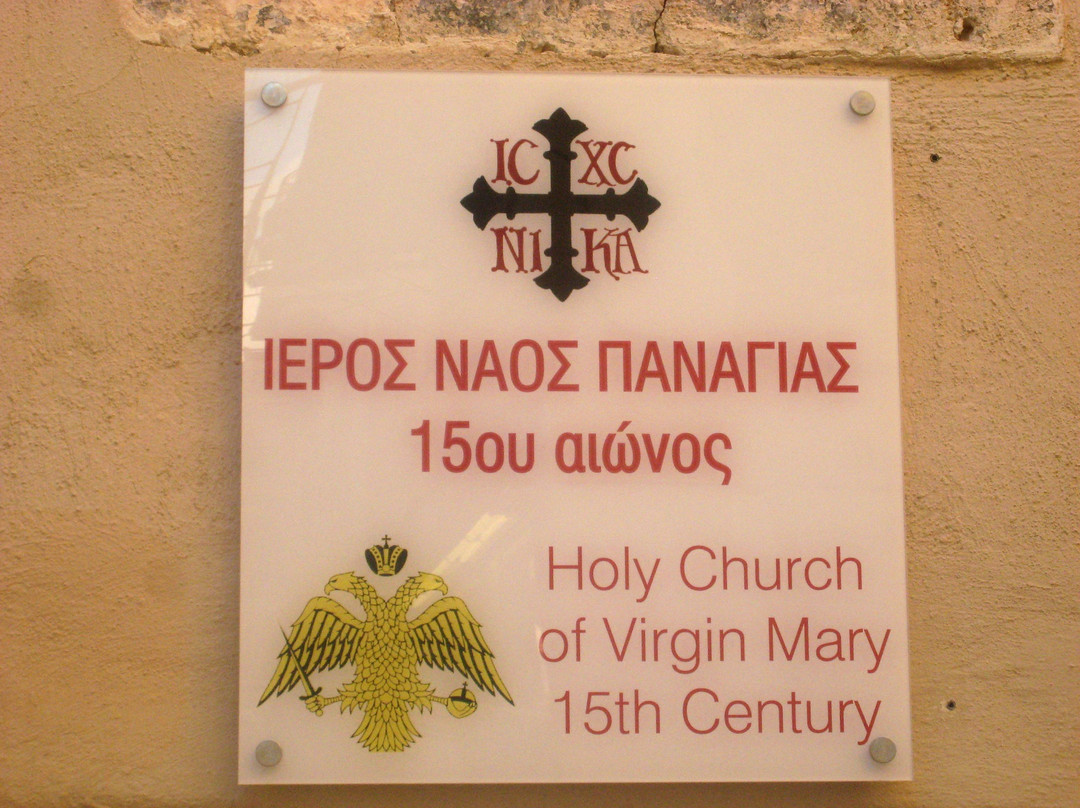 IC XC
NI KA
ΙΕΡΟΣ ΝΑΟΣ ΠΑΝΑΓΙΑΣ
15ου αιώνος
Holy Church
of Virgin Mary
15th Century